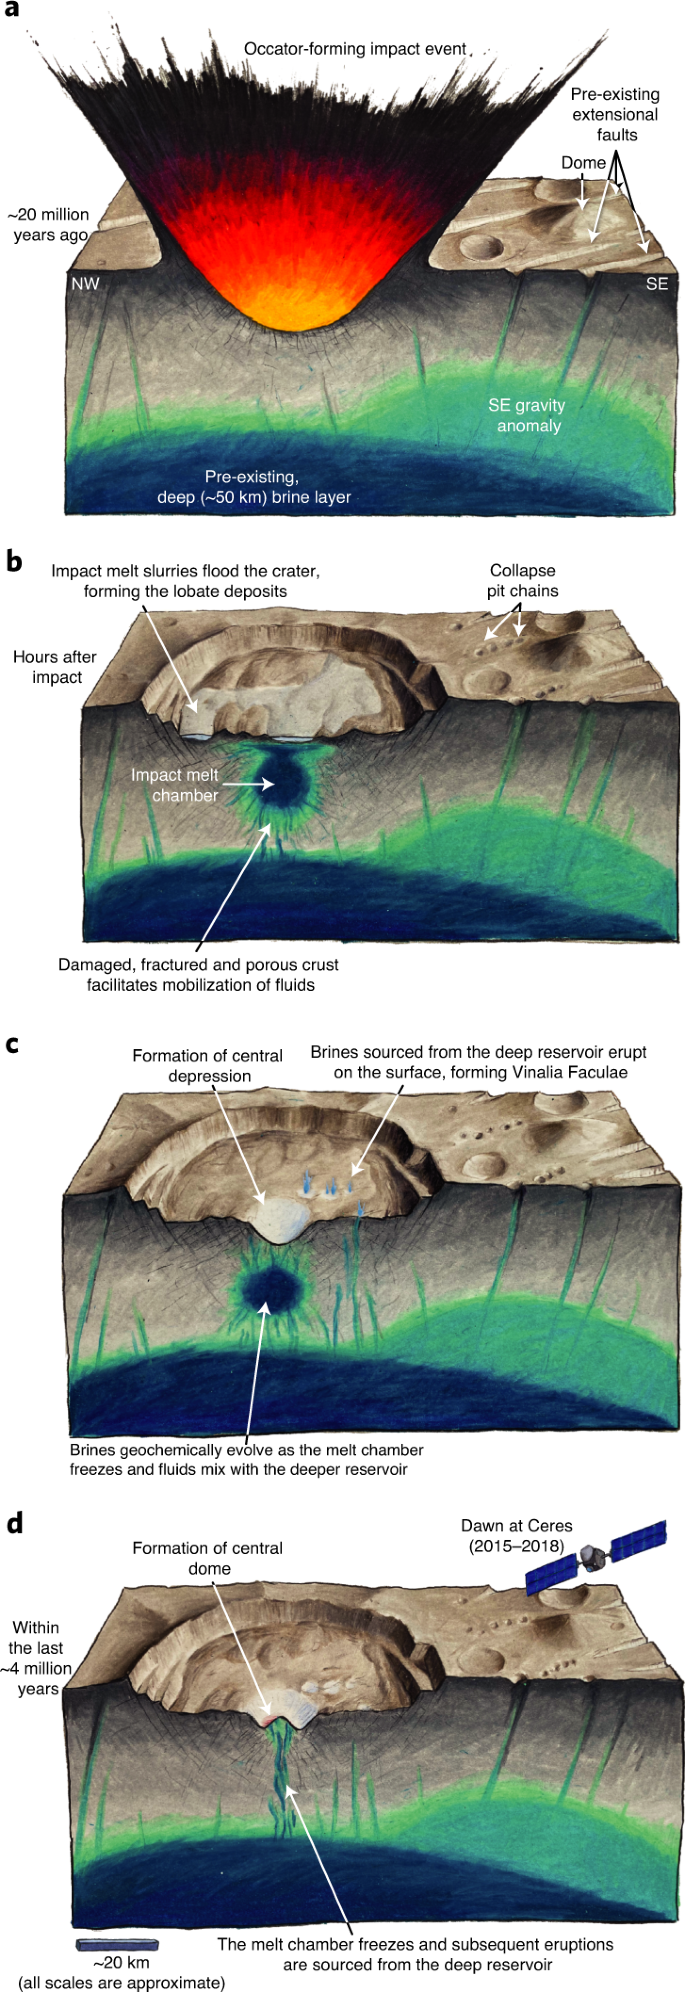 a
Occator-forming impact event
Pre-existing
extensional
faults
Dome
~20 million
years ago
NW
SE
SE gravity
anomaly
Pre-existing,
deep (~50 km) brine layer
b
Impact melt slurries flood the crater,
forming the lobate deposits
Collapse
pit chains
Hours after
impact
Impact melt
chamber
Damaged, fractured and porous crust
facilitates mobilization of fluids
c
Formation of central
depression
Brines sourced from the deep reservoir erupt
on the surface, forming Vinalia Faculae
Brines geochemically evolve as the melt chamber
freezes and fluids mix with the deeper reservoir
d
Dawn at Ceres
(2015–2018)
Formation of central
dome
Within
the last
~4 million
years
The melt chamber freezes and subsequent eruptions
are sourced from the deep reservoir
~20 km
(all scales are approximate)